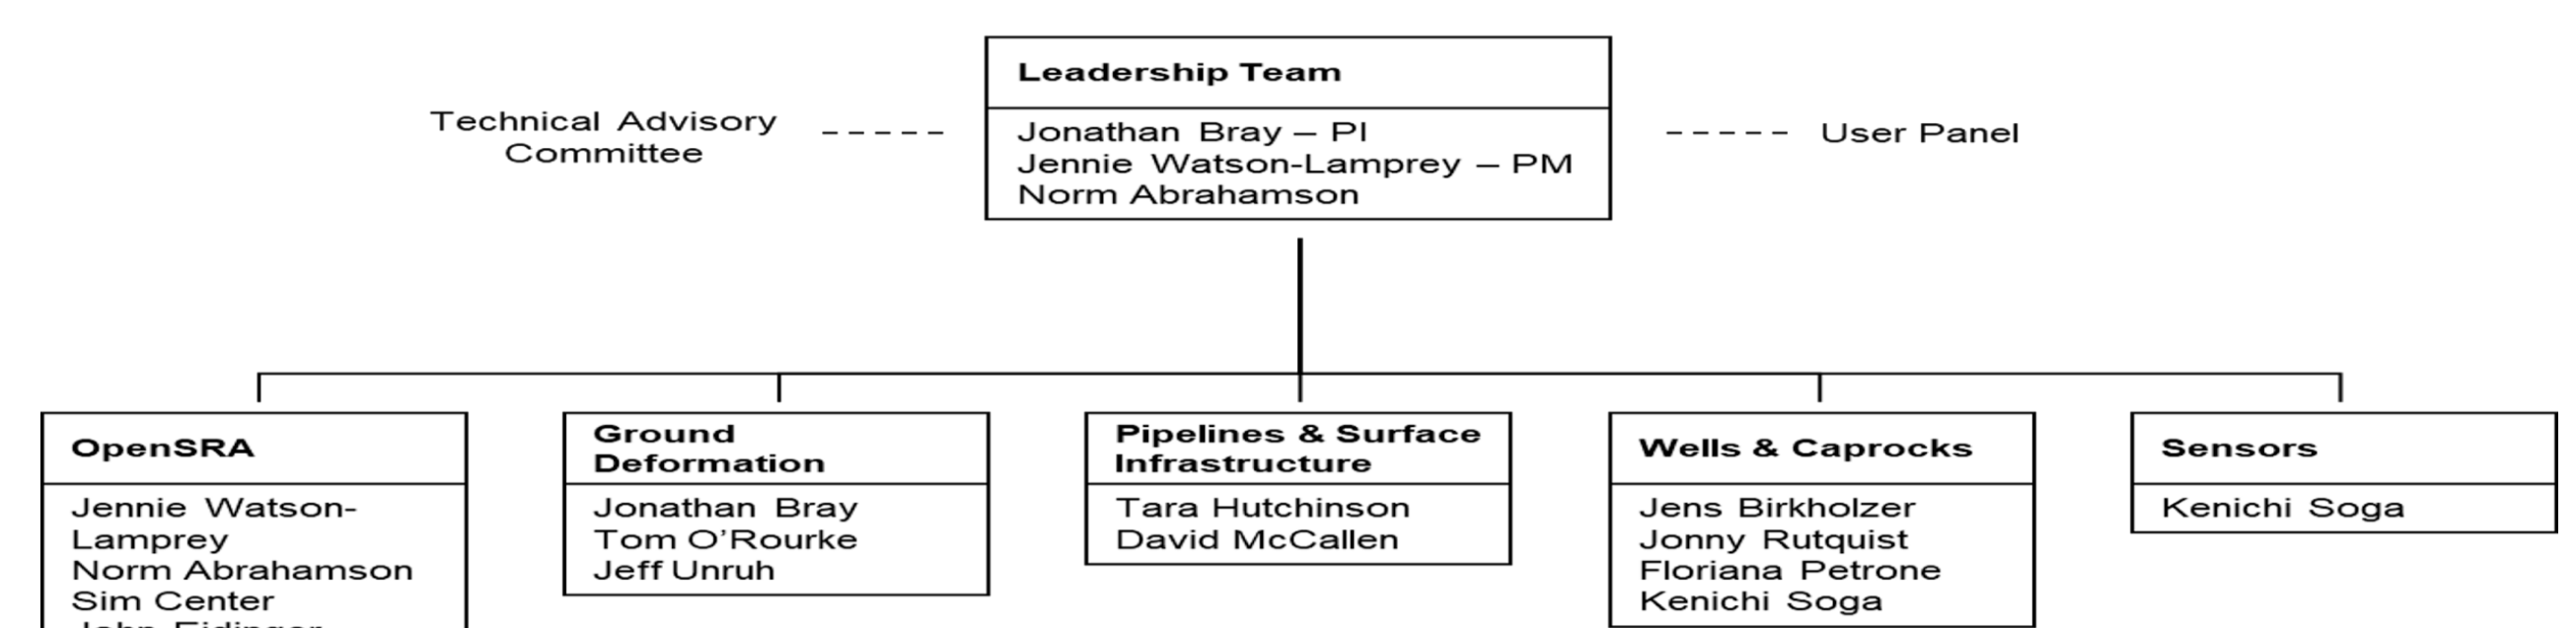 Leadership Team
Jonathan Bray – PI
Jennie Watson-Lamprey – PM
Norm Abrahamson
Technical Advisory
Committee
User Panel
OpenSRA
Jennie Watson-
Lamprey
Norm Abrahamson
Sim Center
Ground
Deformation
Jonathan Bray
Tom O’Rourke
Jeff Unruh
Pipelines & Surface
Infrastructure
Tara Hutchinson
David McCallen
Wells & Caprocks
Jens Birkholzer
Jonny Rutquist
Floriana Petrone
Kenichi Soga
Sensors
Kenichi Soga